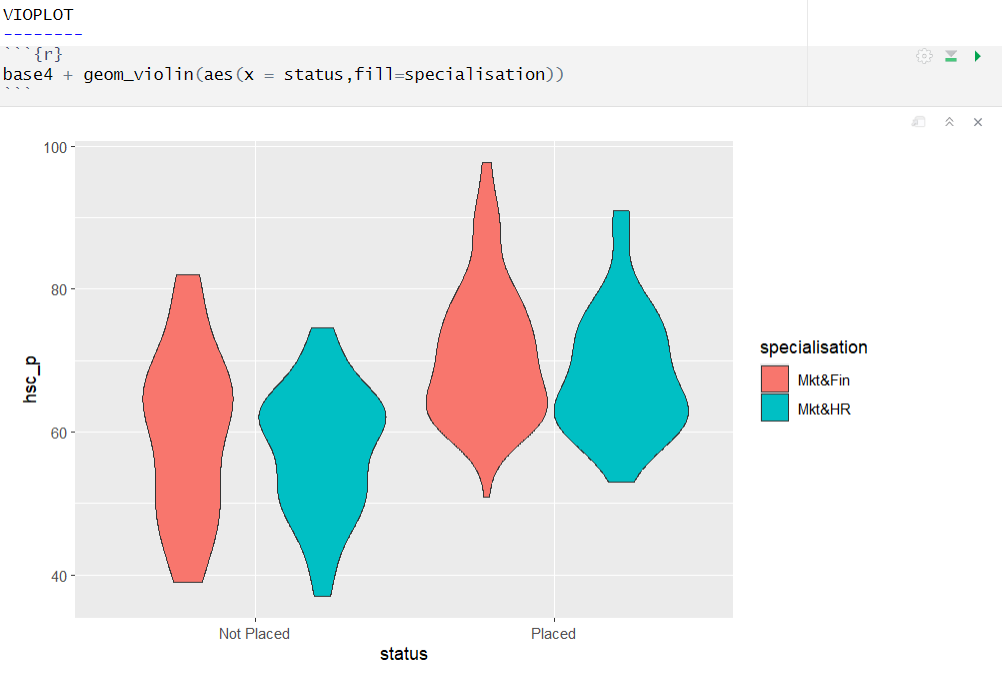 VIOPLOT
--------
```{r}
base4 + geom_violin(aes(x = status,fill=specialisation))
```
100
80
60
40
hsc_p
Not Placed
Placed
status
specialisation
Mkt&Fin
Mkt&HR